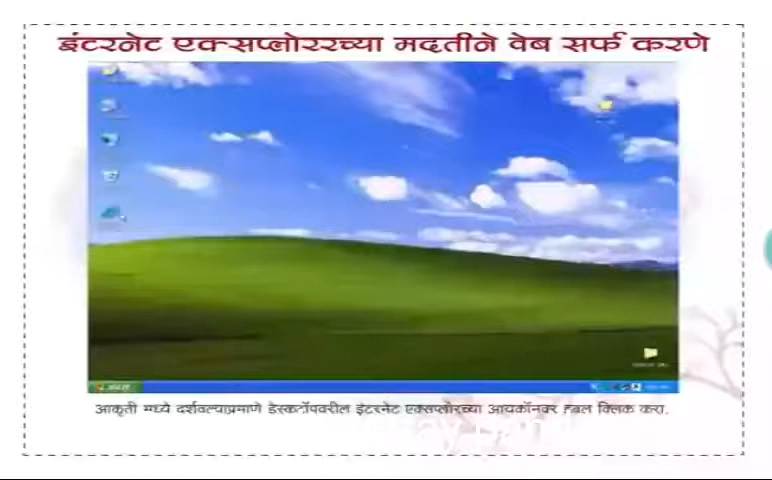 इंटरनेट एक्सप्लोररच्या मदतीने वेब सर्फ करणे
आकृती मध्ये दर्शवल्याप्रमाणे डेस्कटॉपवरील इंटरनेट एक्सप्लोरच्या आयकॉनवर डबल क्लिक करा.